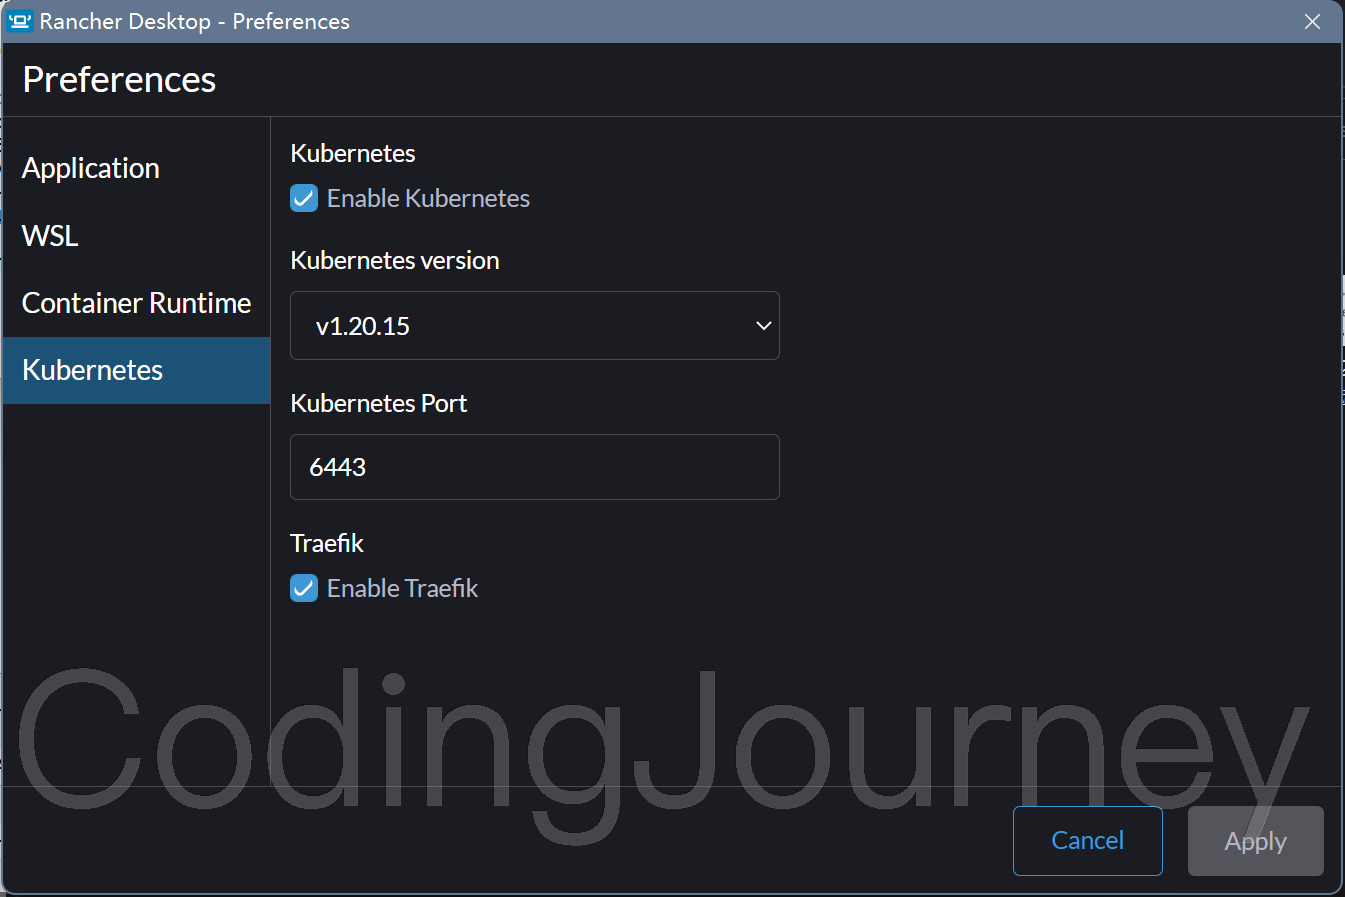 Rancher Desktop - Preferences
Preferences
Application
WSL
Container Runtime
Kubernetes
Kubernetes
Enable Kubernetes
Kubernetes version
v1.20.15
Kubernetes Port
6443
Traefik
Enable Traefik
CodingJourney
Cancel
Apply